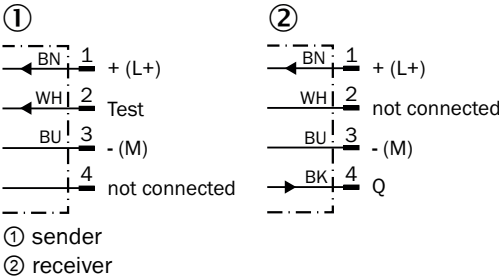 ① ②
BN 1 + (L+) BN 1 + (L+)
WH 2 Test WH 2 not connected
BU 3 - (M) BU 3 - (M)
4 not connected BK 4 Q
① sender
② receiver